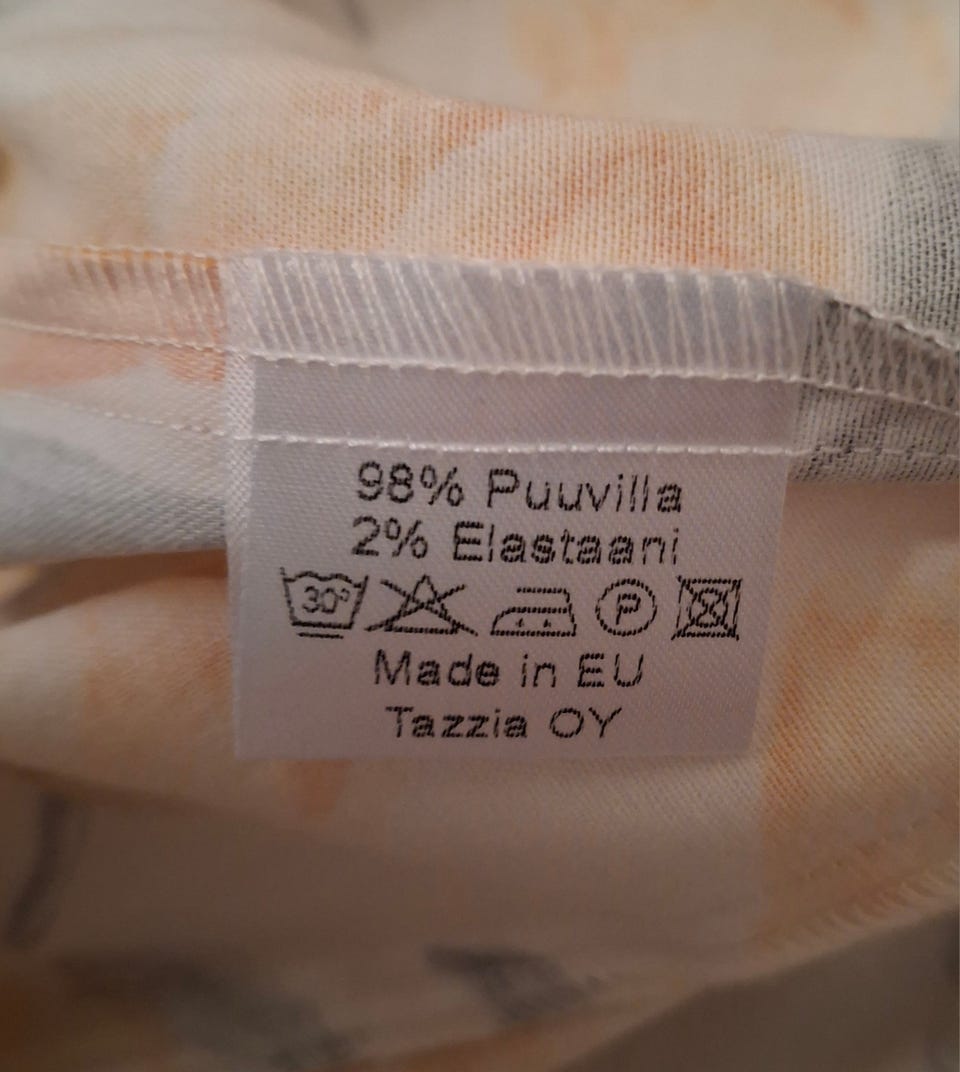 98% Puuvilla
2% Elastaani
30° P
Made in EU
Tazzia OY